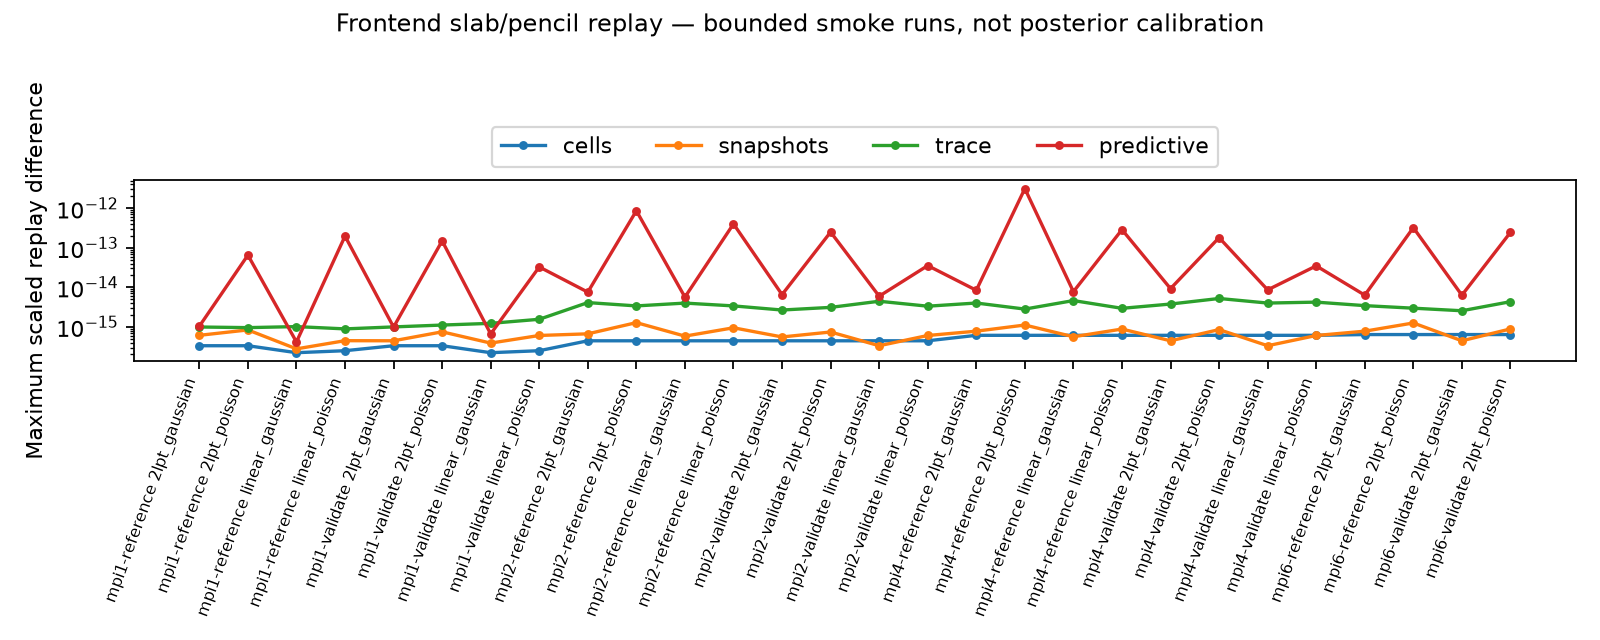 Frontend slab/pencil replay — bounded smoke runs, not posterior calibration
cells
snapshots
trace
predictive
Maximum scaled replay difference
10⁻¹²
10⁻¹³
10⁻¹⁴
10⁻¹⁵
mpi1-reference 2lpt_gaussian
mpi1-reference 2lpt_poisson
mpi1-reference linear_gaussian
mpi1-reference linear_poisson
mpi1-validate 2lpt_gaussian
mpi1-validate 2lpt_poisson
mpi1-validate linear_gaussian
mpi1-validate linear_poisson
mpi2-reference 2lpt_gaussian
mpi2-reference 2lpt_poisson
mpi2-reference linear_gaussian
mpi2-reference linear_poisson
mpi2-validate 2lpt_gaussian
mpi2-validate 2lpt_poisson
mpi2-validate linear_gaussian
mpi2-validate linear_poisson
mpi4-reference 2lpt_gaussian
mpi4-reference 2lpt_poisson
mpi4-reference linear_gaussian
mpi4-reference linear_poisson
mpi4-validate 2lpt_gaussian
mpi4-validate 2lpt_poisson
mpi4-validate linear_gaussian
mpi4-validate linear_poisson
mpi6-reference 2lpt_gaussian
mpi6-reference 2lpt_poisson
mpi6-validate 2lpt_gaussian
mpi6-validate 2lpt_poisson